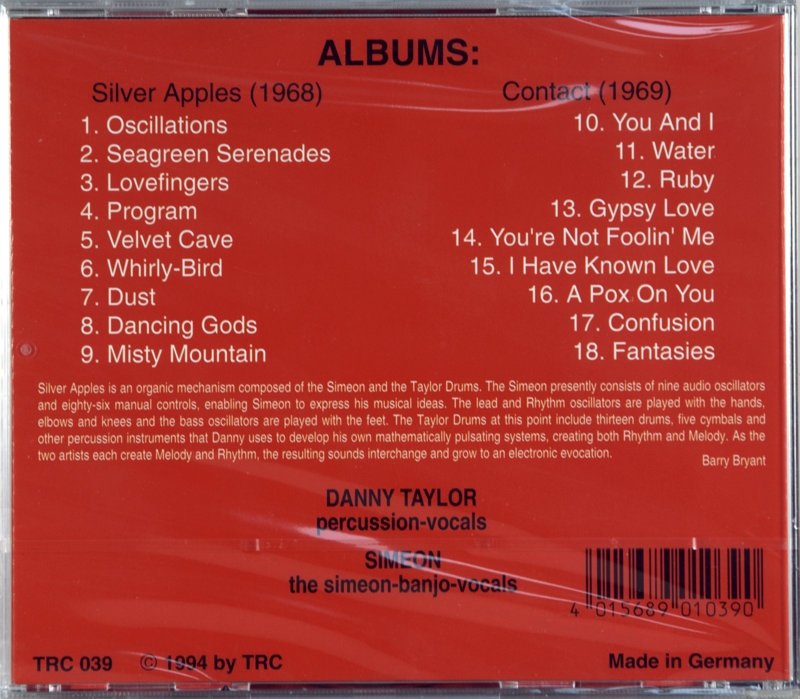 ALBUMS:
Silver Apples (1968)
1. Oscillations
2. Seagreen Serenades
3. Lovefingers
4. Program
5. Velvet Cave
6. Whirly-Bird
7. Dust
8. Dancing Gods
9. Misty Mountain
Contact (1969)
10. You And I
11. Water
12. Ruby
13. Gypsy Love
14. You're Not Foolin' Me
15. I Have Known Love
16. A Pox On You
17. Confusion
18. Fantasies
Silver Apples is an organic mechanism composed of the Simeon and the Taylor Drums. The Simeon presently consists of nine audio oscillators
and eighty-six manual controls, enabling Simeon to express his musical ideas. The lead and Rhythm oscillators are played with the hands,
elbows and knees and the bass oscillators are played with the feet. The Taylor Drums at this point include thirteen drums, five cymbals and
other percussion instruments that Danny uses to develop his own mathematically pulsating systems, creating both Rhythm and Melody. As the
two artists each create Melody and Rhythm, the resulting sounds interchange and grow to an electronic evocation.
Barry Bryant
DANNY TAYLOR
percussion-vocals
SIMEON
the simeon-banjo-vocals
4 015689 010390
TRC 039 © 1994 by TRC
Made in Germany